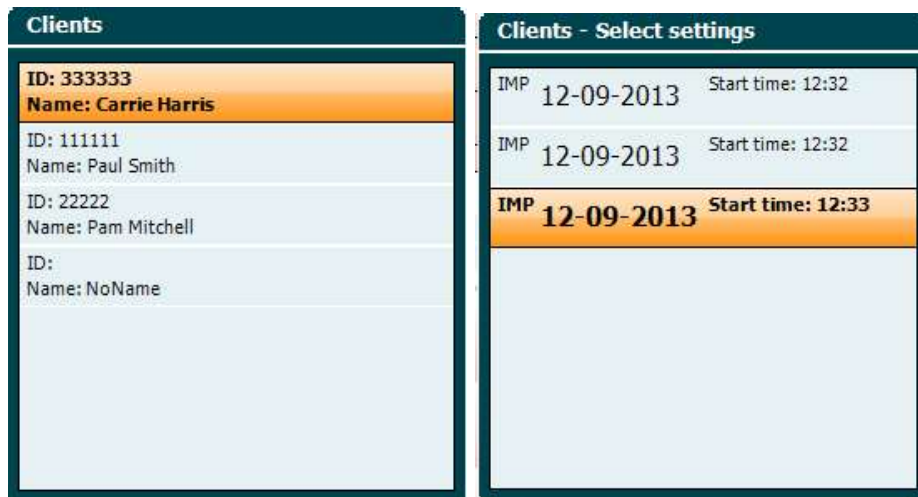 Clients
ID: 333333
Name: Carrie Harris
ID: 111111
Name: Paul Smith
ID: 22222
Name: Pam Mitchell
ID:
Name: NoName
Clients - Select settings
IMP 12-09-2013 Start time: 12:32
IMP 12-09-2013 Start time: 12:32
IMP 12-09-2013 Start time: 12:33